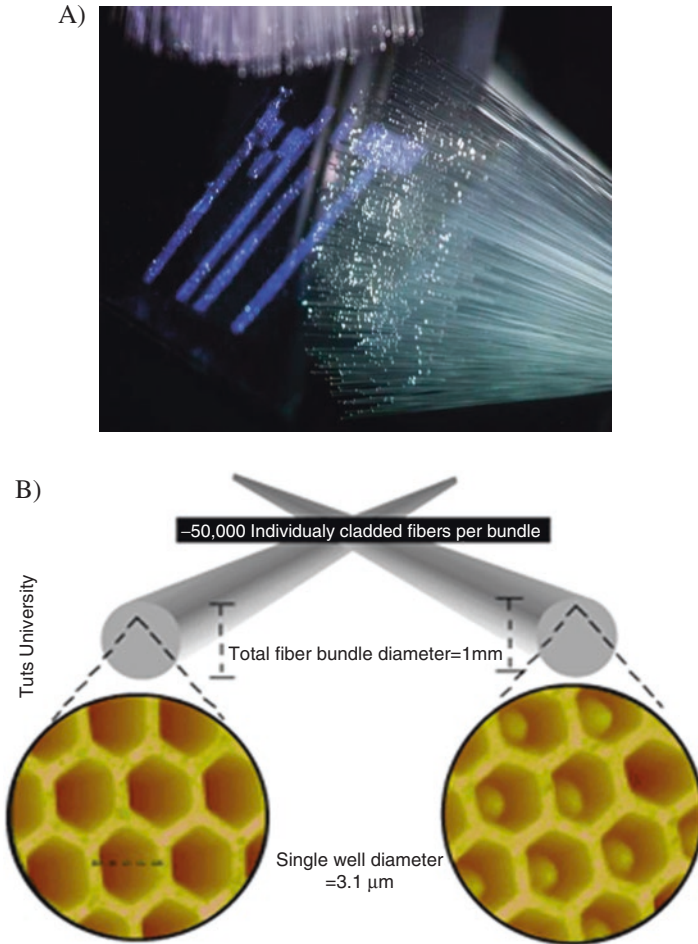 A)
B)
–50,000 Individualy cladded fibers per bundle
Tuts University
Total fiber bundle diameter=1mm
Single well diameter
=3.1 μm